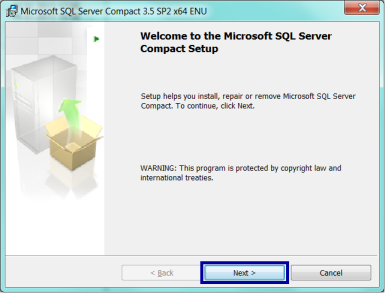 Microsoft SQL Server Compact 3.5 SP2 x64 ENU
Welcome to the Microsoft SQL Server
Compact Setup
Setup helps you install, repair or remove Microsoft SQL Server
Compact. To continue, click Next.
WARNING: This program is protected by copyright law and
international treaties.
< Back
Next >
Cancel